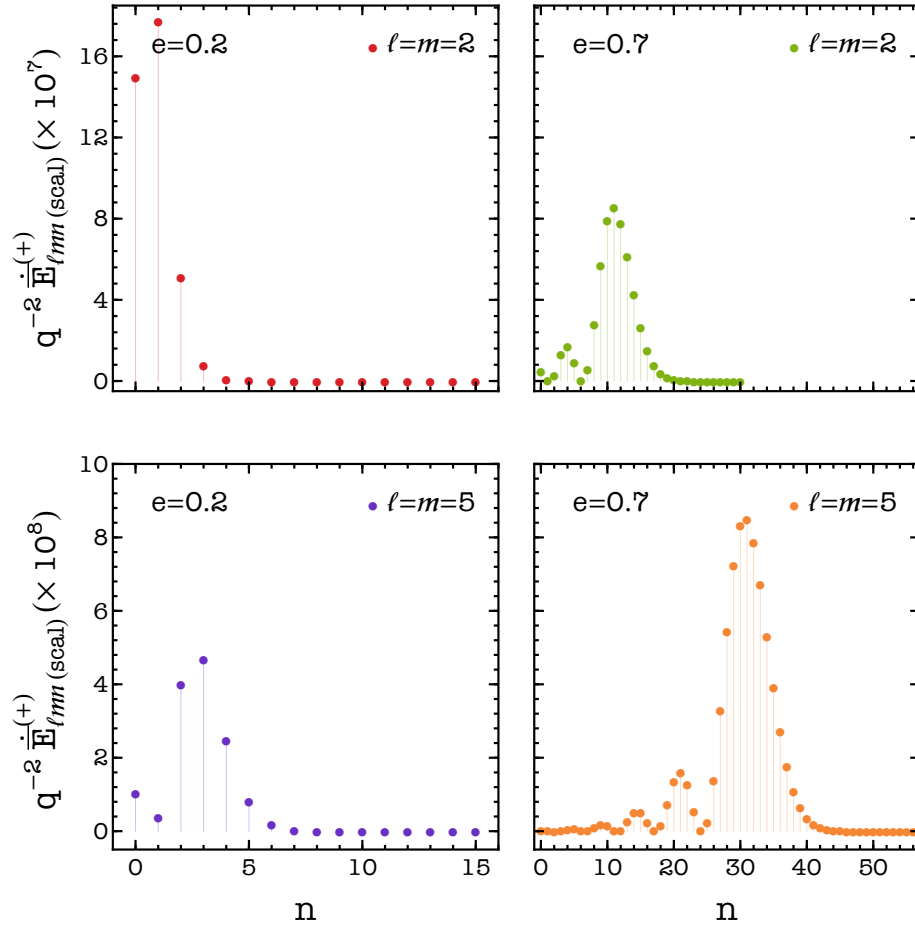 e=0.2 ℓ=m=2
e=0.7 ℓ=m=2
16
12
8
4
0
q⁻² Ė⁽⁺⁾ℓmn (scal) (× 10⁷)
e=0.2 ℓ=m=5
e=0.7 ℓ=m=5
10
8
6
4
2
0
q⁻² Ė⁽⁺⁾ℓmn (scal) (× 10⁸)
0 5 10 15
0 10 20 30 40 50
n
n